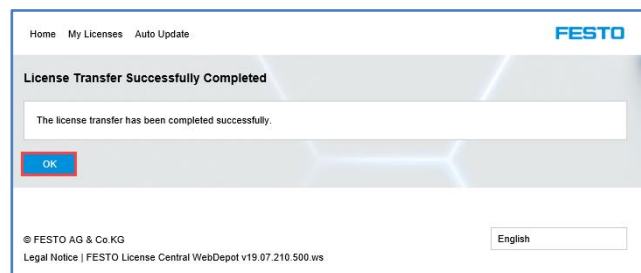 Home My Licenses Auto Update FESTO
License Transfer Successfully Completed
The license transfer has been completed successfully.
OK
© FESTO AG & Co.KG English
Legal Notice | FESTO License Central WebDepot v19.07.210.500.ws